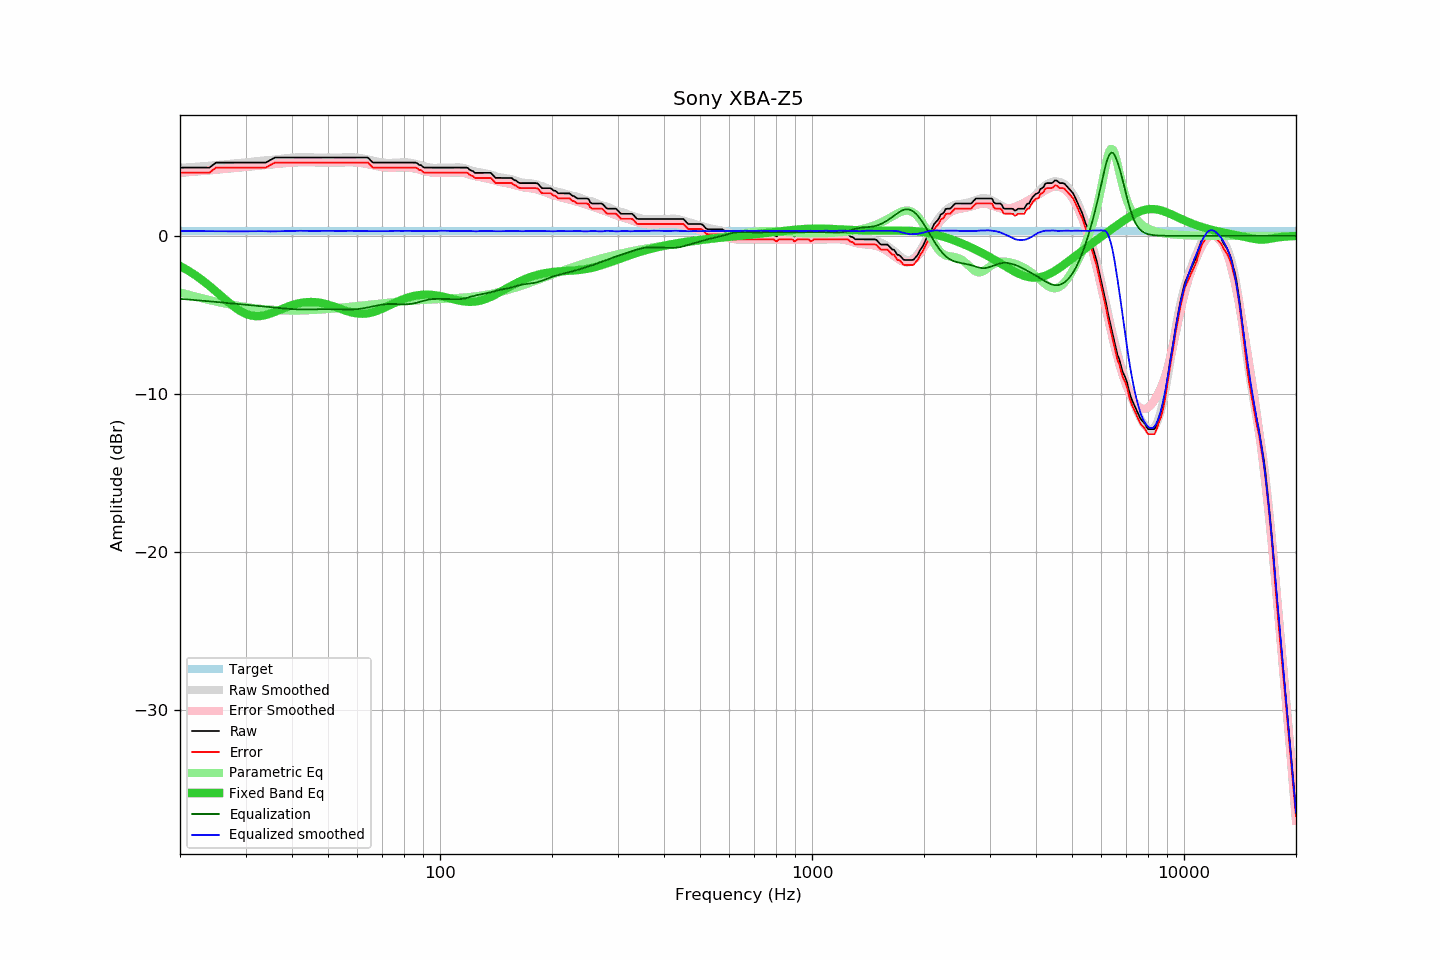 Sony XBA-Z5
Amplitude (dBr)
0
−10
−20
−30
Target
Raw Smoothed
Error Smoothed
Raw
Error
Parametric Eq
Fixed Band Eq
Equalization
Equalized smoothed
100
1000
10000
Frequency (Hz)